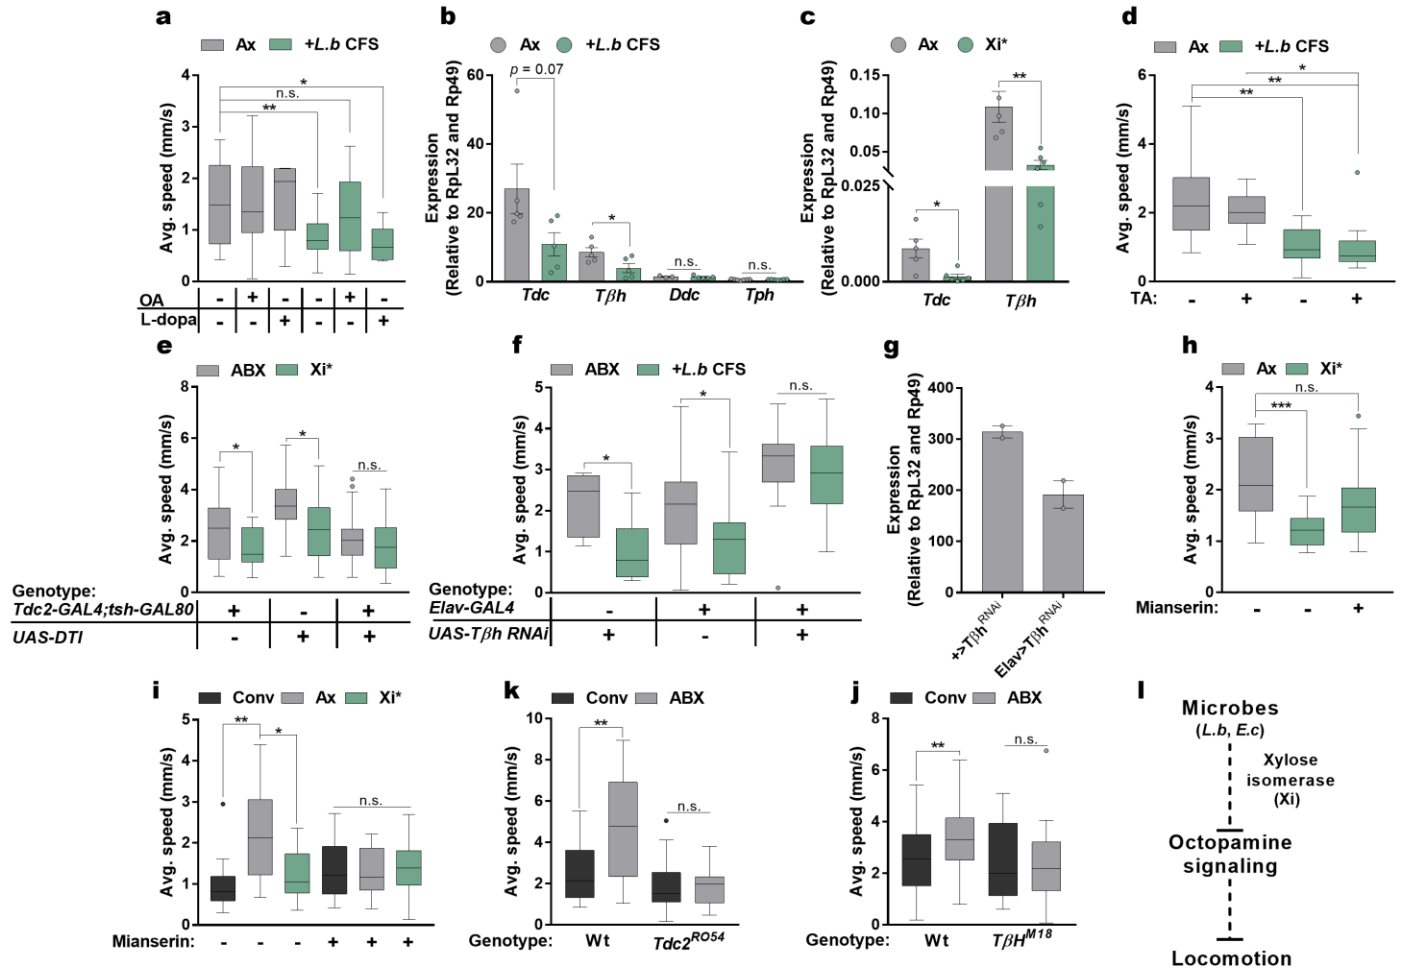 a
Ax +L.b CFS
Avg. speed (mm/s)
4
3
2
1
0
*
n.s.
**
OA - + - - + -
L-dopa - - + - - +
b
Ax +L.b CFS
Expression
(Relative to RpL32 and Rp49)
60
40
20
0
p = 0.07
*
n.s.
n.s.
Tdc Tβh Ddc Tph
c
Ax Xi*
Expression
(Relative to RpL32 and Rp49)
0.15
0.10
0.05
0.025
0.000
*
**
Tdc Tβh
d
Ax +L.b CFS
Avg. speed (mm/s)
6
4
2
0
*
**
**
TA: - + - +
e
ABX Xi*
Avg. speed (mm/s)
8
6
4
2
0
*
*
n.s.
Genotype:
Tdc2-GAL4;tsh-GAL80 + - +
UAS-DTI - + +
f
ABX +L.b CFS
Avg. speed (mm/s)
5
4
3
2
1
0
*
*
n.s.
Genotype:
Elav-GAL4 - + +
UAS-Tβh RNAi + - +
g
Expression
(Relative to RpL32 and Rp49)
400
300
200
100
0
+>TβhRNAi
Elav>TβhRNAi
h
Ax Xi*
Avg. speed (mm/s)
4
3
2
1
0
n.s.
***
Mianserin: - - +
i
Conv Ax Xi*
Avg. speed (mm/s)
5
4
3
2
1
0
**
*
n.s.
Mianserin: - - - + + +
k
Conv ABX
Avg. speed (mm/s)
10
8
6
4
2
0
**
n.s.
Genotype: Wt Tdc2RO54
j
Conv ABX
Avg. speed (mm/s)
8
6
4
2
0
**
n.s.
Genotype: Wt TβHM18
l
Microbes
(L.b, E.c)
Xylose
isomerase
(Xi)
Octopamine
signaling
Locomotion